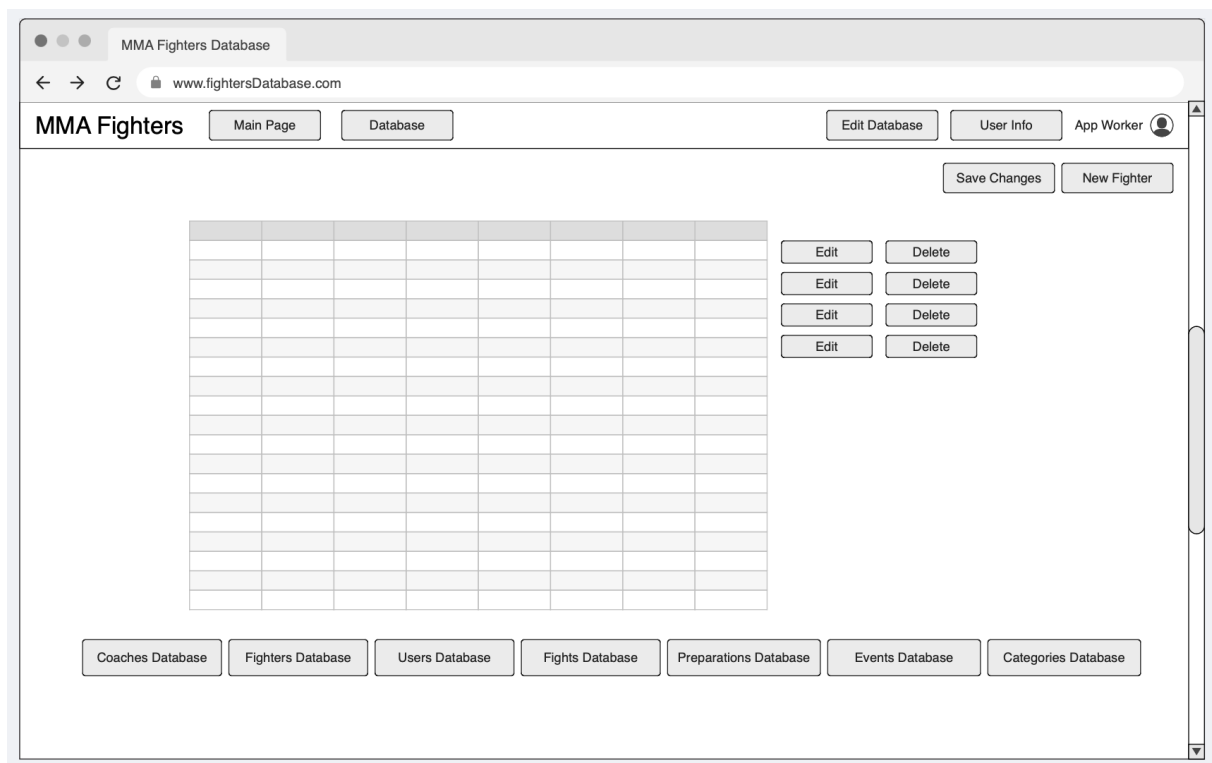 MMA Fighters Database
www.fightersDatabase.com
MMA Fighters Main Page Database Edit Database User Info App Worker
Save Changes New Fighter
Edit Delete
Edit Delete
Edit Delete
Edit Delete
Coaches Database Fighters Database Users Database Fights Database Preparations Database Events Database Categories Database